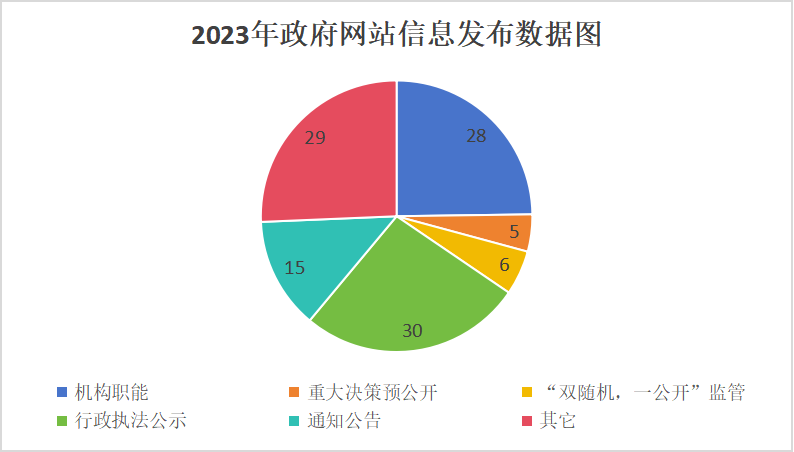 2023年政府网站信息发布数据图
29
28
5
6
15
30
机构职能
重大决策预公开
“双随机，一公开”监管
行政执法公示
通知公告
其它